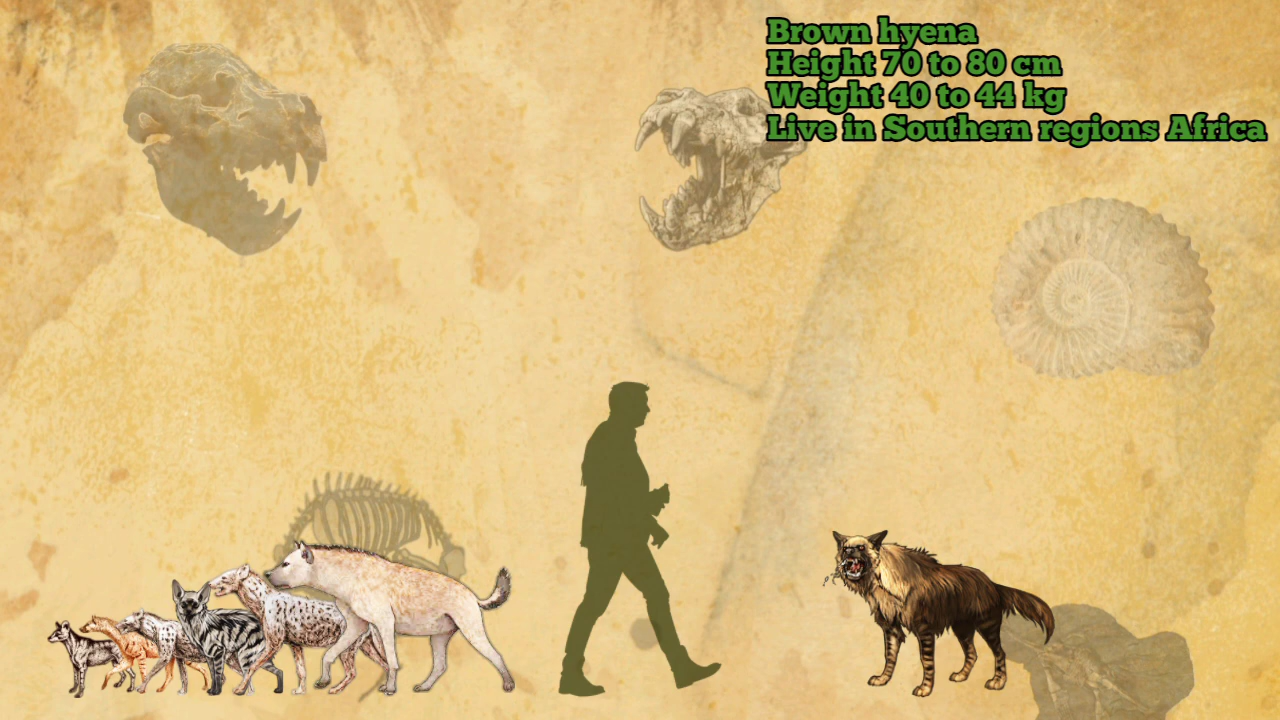 Brown hyena
Height 70 to 80 cm
Weight 40 to 44 kg
Live in Southern regions Africa